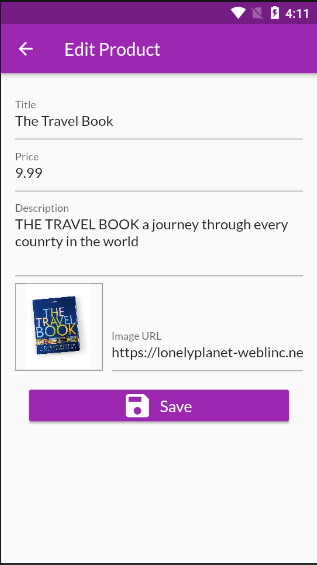 4:11
Edit Product
Title
The Travel Book
Price
9.99
Description
THE TRAVEL BOOK a journey through every
counrty in the world
THE
TRAVEL
BOOK
Image URL
https://lonelyplanet-weblinc.ne
Save